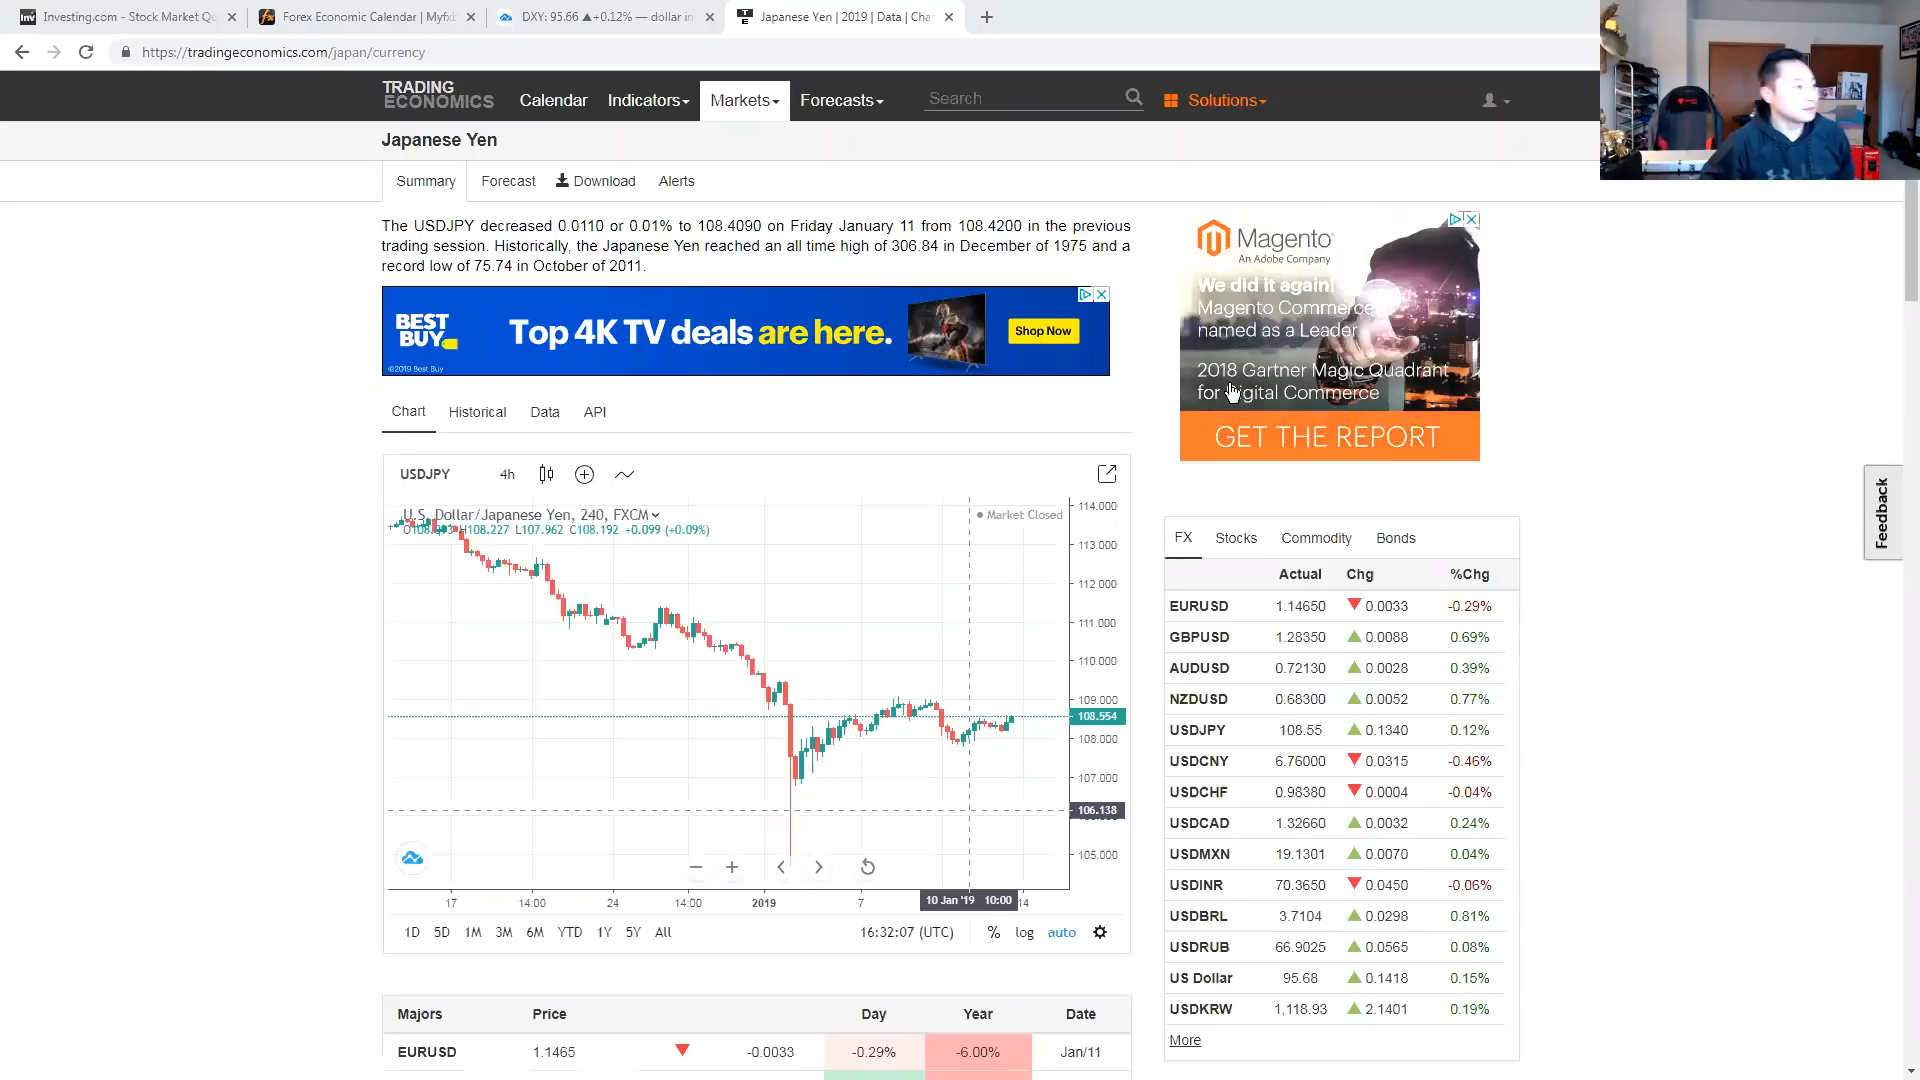 Investing.com - Stock Market Qu
Forex Economic Calendar | Myfx
DXY: 95.66 ▲+0.12% — dollar in
Japanese Yen | 2019 | Data | Cha
https://tradingeconomics.com/japan/currency
TRADING
ECONOMICS
Calendar
Indicators
Markets
Forecasts
Search
Solutions
Japanese Yen
Summary
Forecast
Download
Alerts
The USDJPY decreased 0.0110 or 0.01% to 108.4090 on Friday January 11 from 108.4200 in the previous
trading session. Historically, the Japanese Yen reached an all time high of 306.84 in December of 1975 and a
record low of 75.74 in October of 2011.
BEST
BUY
Top 4K TV deals are here.
Shop Now
©2019 Best Buy
Magento
An Adobe Company
We did it again!
Magento Commerce
named as a Leader
2018 Gartner Magic Quadrant
for Digital Commerce
GET THE REPORT
Chart
Historical
Data
API
USDJPY
4h
U.S. Dollar/Japanese Yen, 240, FXCM
H108.227 L107.962 C108.192 +0.099 (+0.09%)
Market Closed
114.000
113.000
112.000
111.000
110.000
109.000
108.554
108.000
107.000
106.138
105.000
17
14:00
24
14:00
2019
7
10 Jan '19 10:00
14
1D 5D 1M 3M 6M YTD 1Y 5Y All
16:32:07 (UTC)
% log auto
Majors Price Day Year Date
EURUSD 1.1465 -0.0033 -0.29% -6.00% Jan/11
FX Stocks Commodity Bonds
Actual Chg %Chg
EURUSD 1.14650 0.0033 -0.29%
GBPUSD 1.28350 0.0088 0.69%
AUDUSD 0.72130 0.0028 0.39%
NZDUSD 0.68300 0.0052 0.77%
USDJPY 108.55 0.1340 0.12%
USDCNY 6.76000 0.0315 -0.46%
USDCHF 0.98380 0.0004 -0.04%
USDCAD 1.32660 0.0032 0.24%
USDMXN 19.1301 0.0070 0.04%
USDINR 70.3650 0.0450 -0.06%
USDBRL 3.7104 0.0298 0.81%
USDRUB 66.9025 0.0565 0.08%
US Dollar 95.68 0.1418 0.15%
USDKRW 1,118.93 2.1401 0.19%
More
Feedback